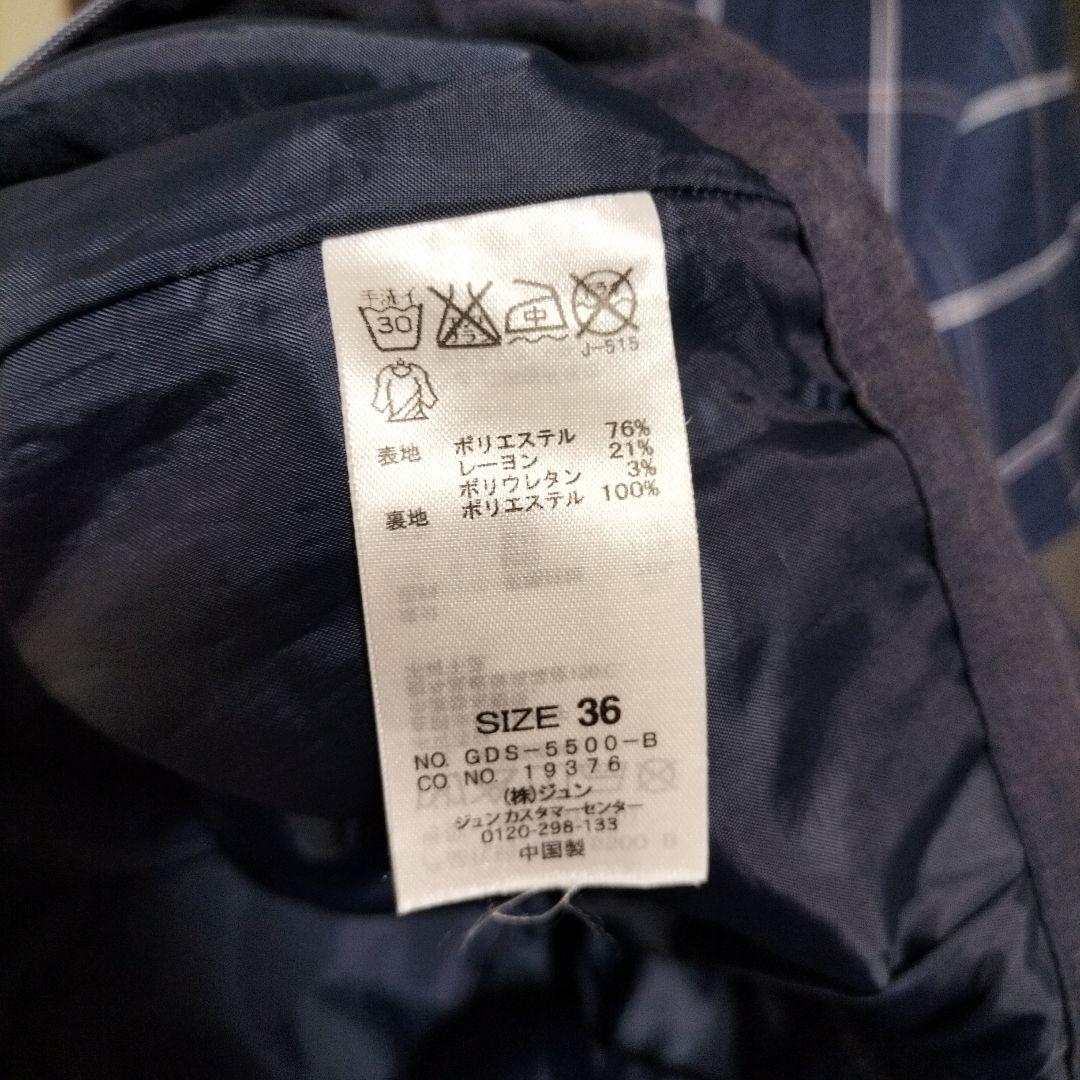 手洗イ
30
中
J-515
表地 ポリエステル 76%
レーヨン 21%
ポリウレタン 3%
裏地 ポリエステル 100%
SIZE 36
NO. GDS-5500-B
CO NO. 19376
(株)ジュン
ジュンカスタマーセンター
0120-298-133
中国製